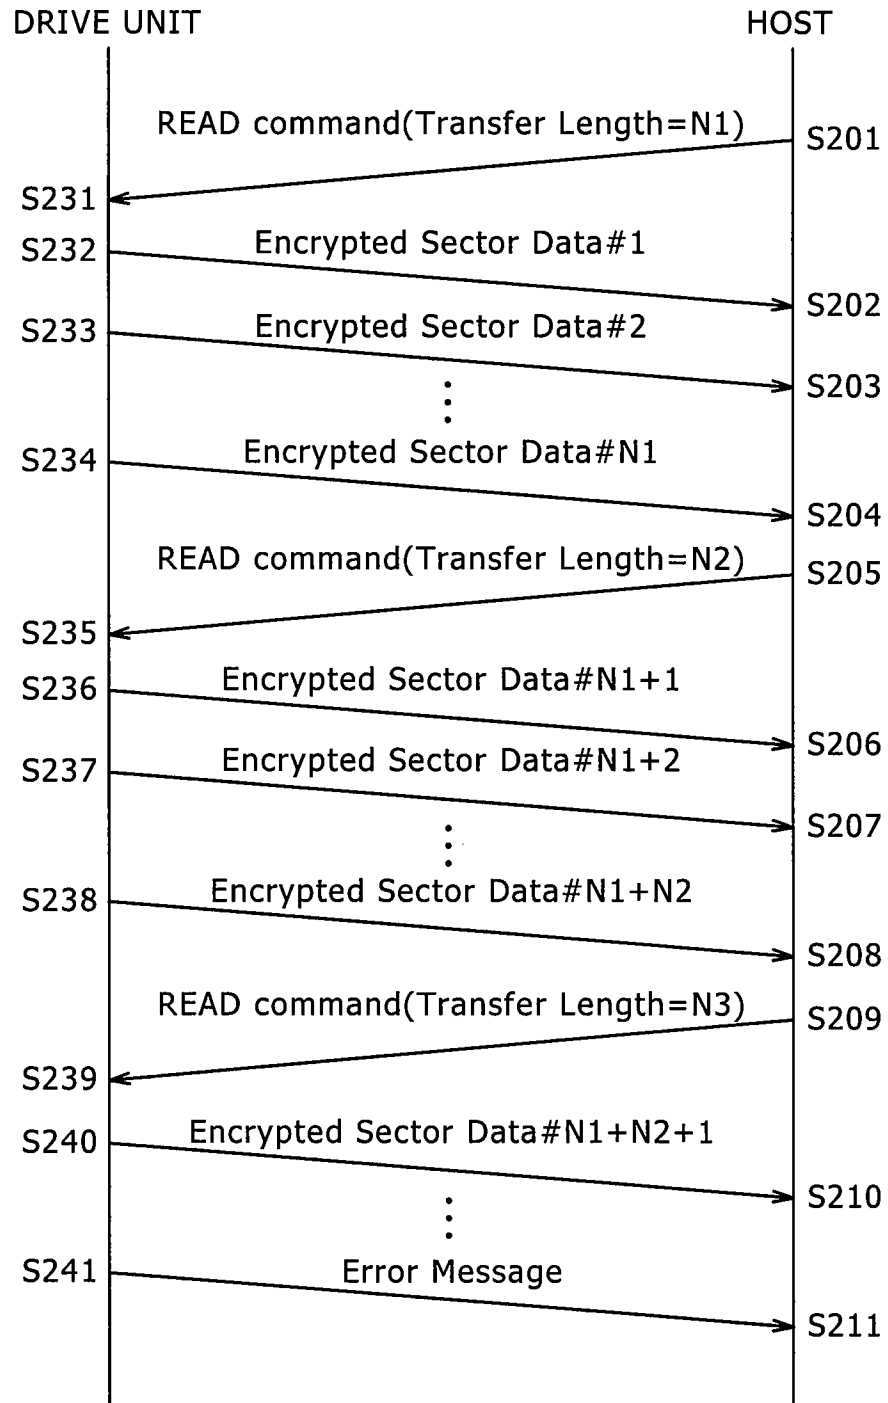 DRIVE UNIT HOST
READ command(Transfer Length=N1)
S201
S231
S232
Encrypted Sector Data#1
S202
S233
Encrypted Sector Data#2
S203
S234
Encrypted Sector Data#N1
S204
READ command(Transfer Length=N2)
S205
S235
S236
Encrypted Sector Data#N1+1
S206
S237
Encrypted Sector Data#N1+2
S207
S238
Encrypted Sector Data#N1+N2
S208
READ command(Transfer Length=N3)
S209
S239
S240
Encrypted Sector Data#N1+N2+1
S210
S241
Error Message
S211